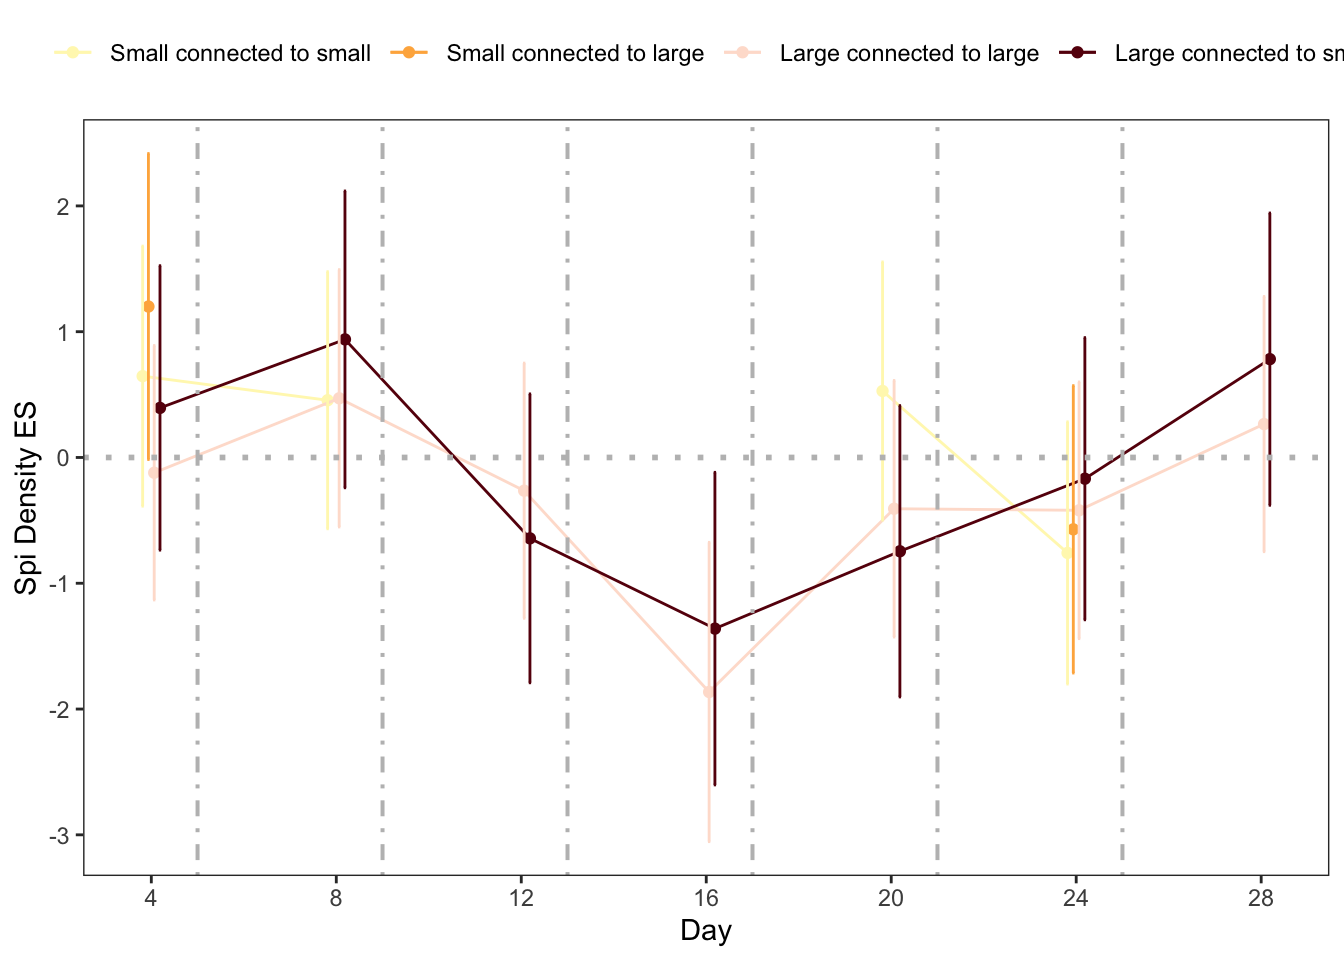 Small connected to small Small connected to large Large connected to large Large connected to
Spi Density ES
2
1
0
-1
-2
-3
4 8 12 16 20 24 28
Day